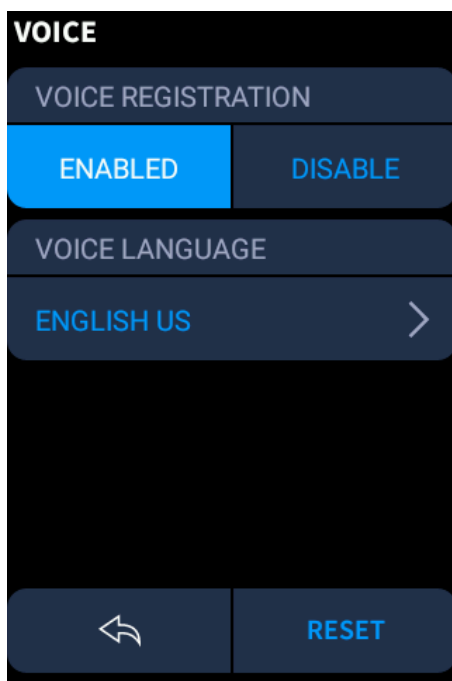 VOICE
VOICE REGISTRATION
ENABLED DISABLE
VOICE LANGUAGE
ENGLISH US
RESET